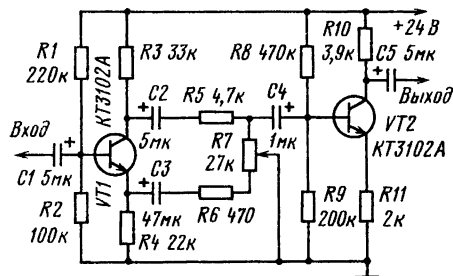 +24 В
R10
3,9к
C5 5мк
R1
220к
R3 33к
R8 470к
КТ3102А
C2
5мк
R5 4,7к
C4
1мк
Выход
VT2
КТ3102А
Вход
R7
27к
C1 5мк
VT1
C3
47мк
R6 470
R2
100к
R4 22к
R9
200к
R11
2к